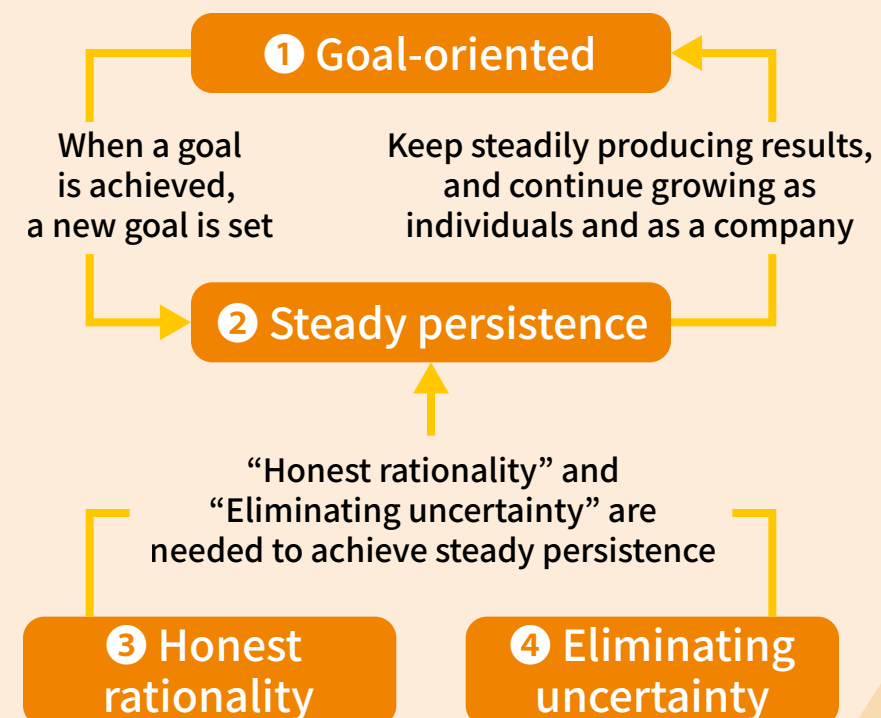 ❶ Goal-oriented
When a goal
is achieved,
a new goal is set
Keep steadily producing results,
and continue growing as
individuals and as a company
❷ Steady persistence
“Honest rationality” and
“Eliminating uncertainty” are
needed to achieve steady persistence
❸ Honest
rationality
❹ Eliminating
uncertainty